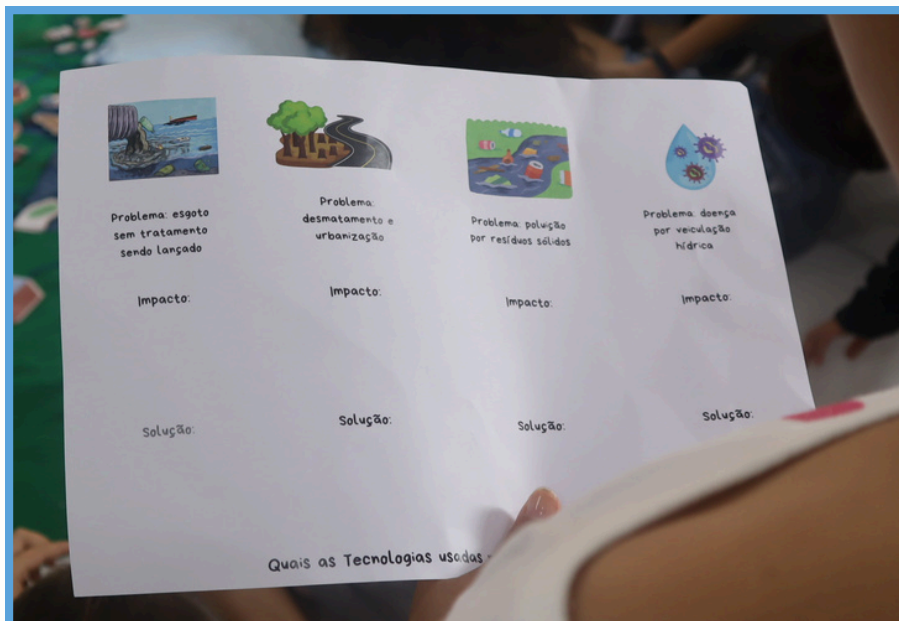 Problema: esgoto
sem tratamento
sendo lançado
Impacto:
Solução:
Problema:
desmatamento e
urbanização
Impacto:
Solução:
Problema: poluição
por resíduos sólidos
Impacto:
Solução:
Problema: doença
por veiculação
hídrica
Impacto:
Solução:
Quais as Tecnologias usadas